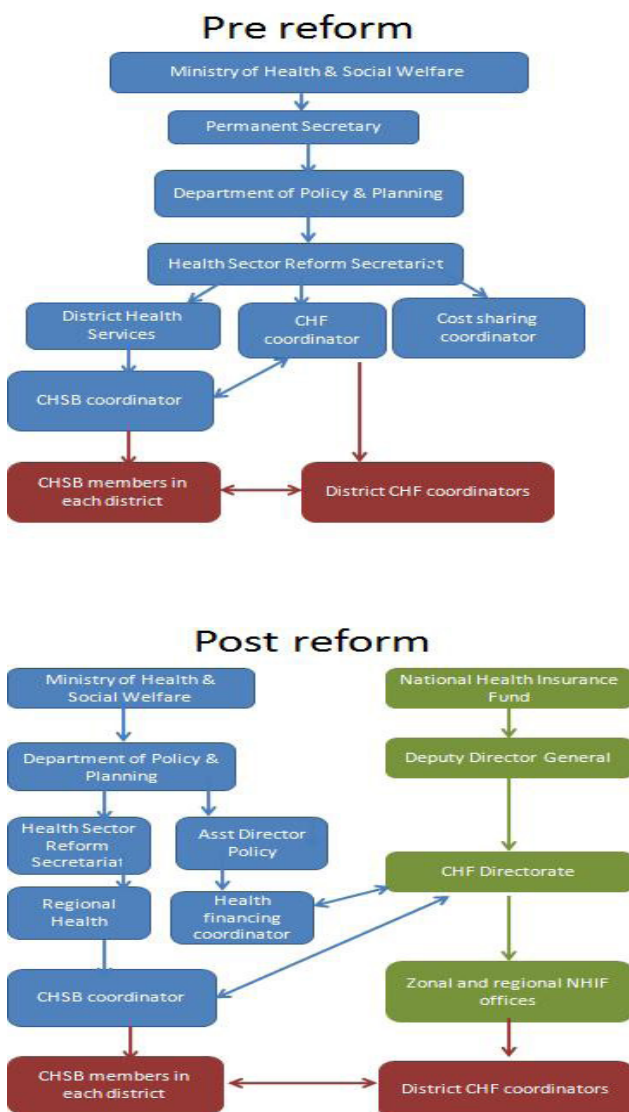 Pre reform
Ministry of Health & Social Welfare
Permanent Secretary
Department of Policy & Planning
Health Sector Reform Secretariat
District Health
Services
CHF
coordinator
Cost sharing
coordinator
CHSB coordinator
CHSB members in
each district
District CHF coordinators
Post reform
Ministry of Health &
Social Welfare
National Health Insurance
Fund
Department of Policy &
Planning
Deputy Director General
Health Sector
Reform
Secretariat
Asst Director
Policy
CHF Directorate
Regional
Health
Health
financing
coordinator
CHSB coordinator
Zonal and regional NHIF
offices
CHSB members in
each district
District CHF coordinators